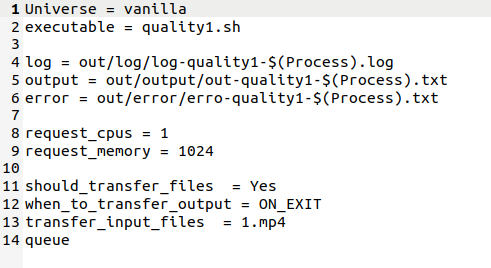 1 Universe = vanilla
2 executable = quality1.sh
3
4 log = out/log/log-quality1-$(Process).log
5 output = out/output/out-quality1-$(Process).txt
6 error = out/error/erro-quality1-$(Process).txt
7
8 request_cpus = 1
9 request_memory = 1024
10
11 should_transfer_files  = Yes
12 when_to_transfer_output = ON_EXIT
13 transfer_input_files  = 1.mp4
14 queue